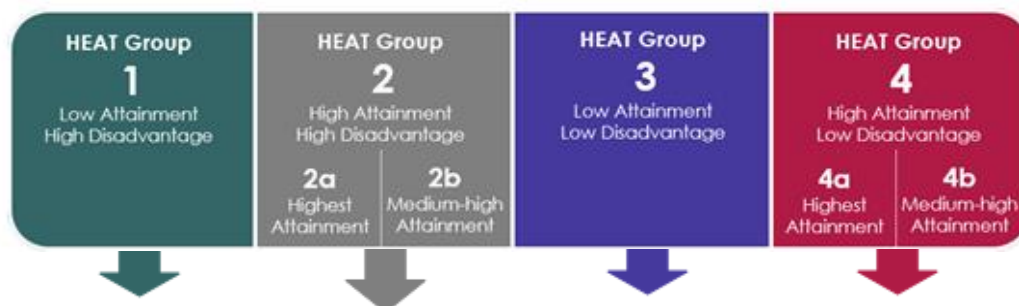 HEAT Group
1
Low Attainment
High Disadvantage
HEAT Group
2
High Attainment
High Disadvantage
2a
Highest
Attainment
2b
Medium-high
Attainment
HEAT Group
3
Low Attainment
Low Disadvantage
HEAT Group
4
High Attainment
Low Disadvantage
4a
Highest
Attainment
4b
Medium-high
Attainment